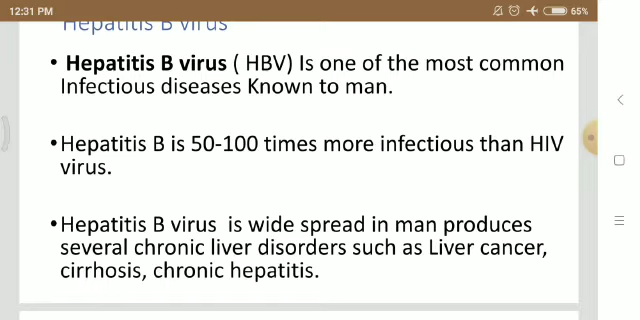 12:31 PM
65%
Hepatitis B virus
• Hepatitis B virus ( HBV) Is one of the most common
Infectious diseases Known to man.
•Hepatitis B is 50-100 times more infectious than HIV
virus.
•Hepatitis B virus is wide spread in man produces
several chronic liver disorders such as Liver cancer,
cirrhosis, chronic hepatitis.